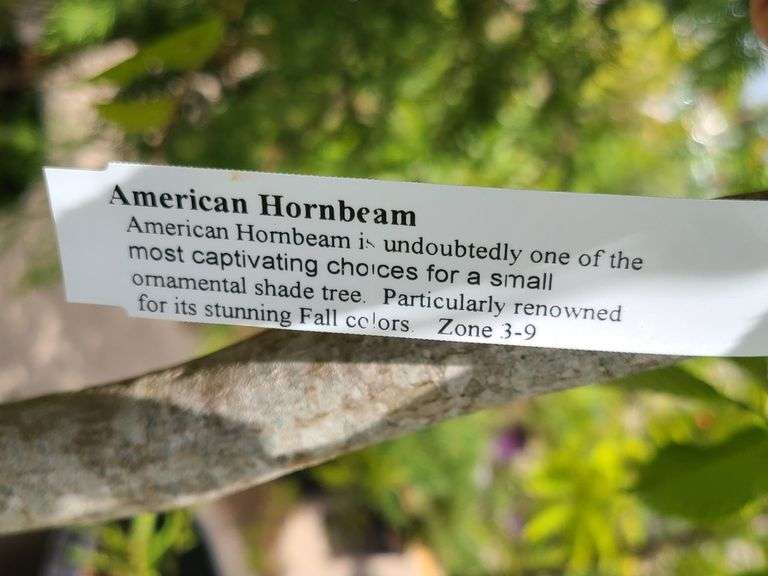 American Hornbeam
American Hornbeam is undoubtedly one of the
most captivating choices for a small
ornamental shade tree. Particularly renowned
for its stunning Fall colors. Zone 3-9